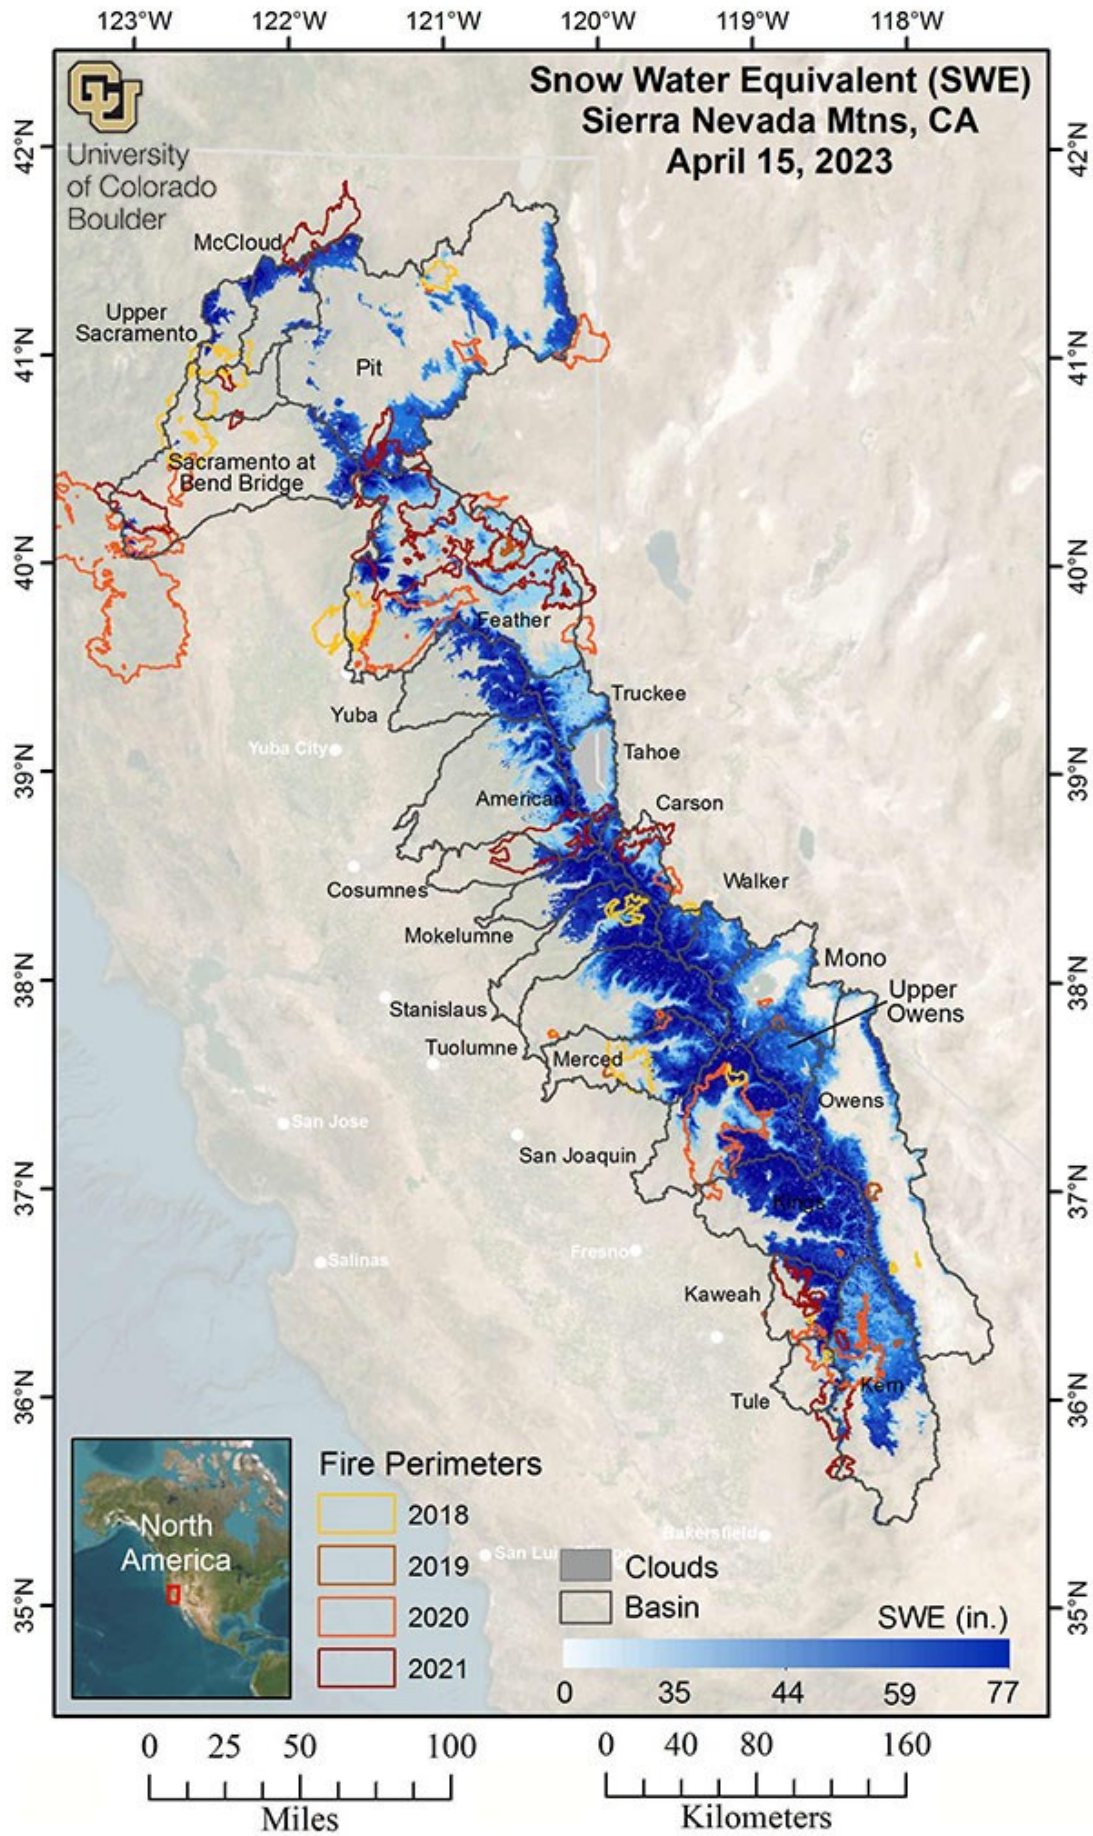 123°W 122°W 121°W 120°W 119°W 118°W
CU
University
of Colorado
Boulder
Snow Water Equivalent (SWE)
Sierra Nevada Mtns, CA
April 15, 2023
42°N
42°N
McCloud
Upper
Sacramento
41°N
41°N
Pit
Sacramento at
Bend Bridge
40°N
40°N
Feather
Truckee
Yuba
Yuba City
Tahoe
39°N
39°N
American
Carson
Cosumnes
Walker
Mokelumne
Mono
38°N
38°N
Upper
Owens
Stanislaus
Tuolumne
Merced
Owens
San Jose
San Joaquin
37°N
37°N
Kings
Fresno
Salinas
Kaweah
Kern
Tule
36°N
36°N
North
America
Fire Perimeters
2018
2019
2020
2021
Bakersfield
San Lui
Clouds
Basin
35°N
35°N
SWE (in.)
0 35 44 59 77
0 25 50 100
Miles
0 40 80 160
Kilometers